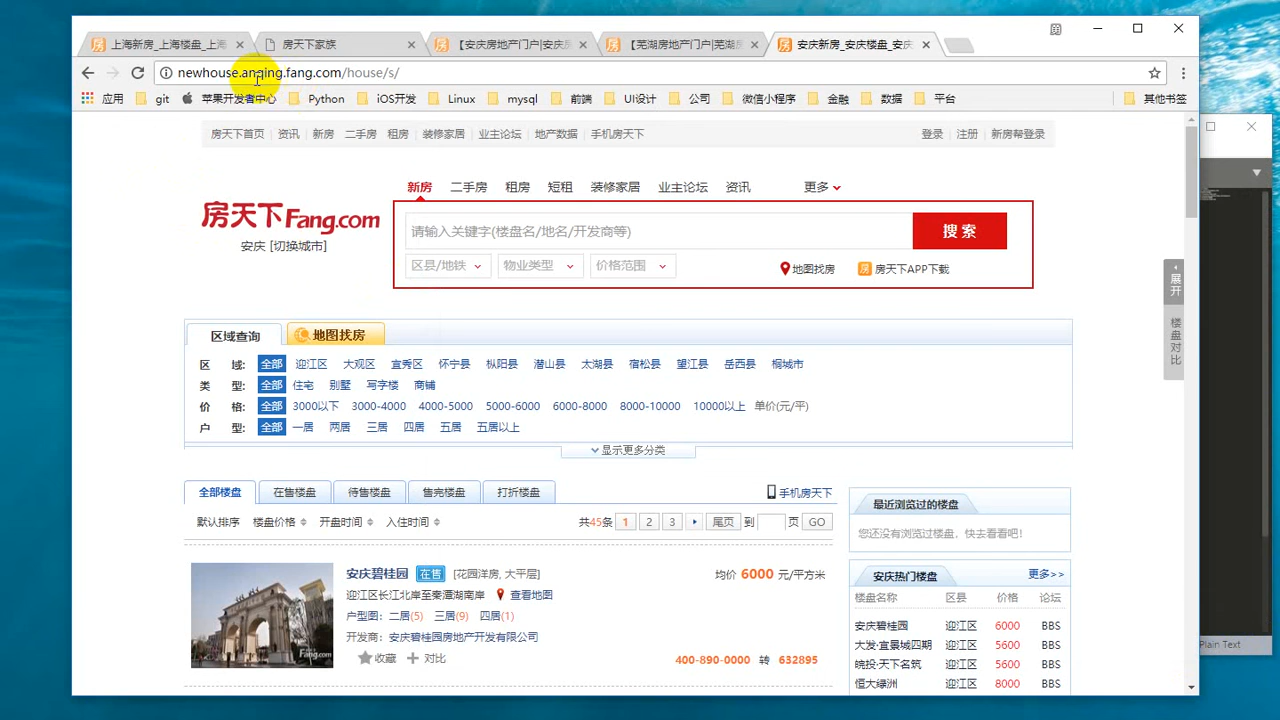 上海新房_上海楼盘_上海
房天下家族
【安庆房地产门户|安庆房
【芜湖房地产门户|芜湖
安庆新房_安庆楼盘_安庆
newhouse.anqing.fang.com/house/s/
应用 git 苹果开发者中心 Python iOS开发 Linux mysql 前端 UI设计 公司 微信小程序 金融 数据 平台 其他书签
房天下首页 资讯 新房 二手房 租房 装修家居 业主论坛 地产数据 手机房天下 登录 注册 新房帮登录
新房 二手房 租房 短租 装修家居 业主论坛 资讯 更多
房天下Fang.com
安庆 [切换城市]
请输入关键字(楼盘名/地名/开发商等)
搜 索
区县/地铁 物业类型 价格范围 地图找房 房天下APP下载
展开
楼盘对比
区域查询 地图找房
区 域: 全部 迎江区 大观区 宜秀区 怀宁县 枞阳县 潜山县 太湖县 宿松县 望江县 岳西县 桐城市
类 型: 全部 住宅 别墅 写字楼 商铺
价 格: 全部 3000以下 3000-4000 4000-5000 5000-6000 6000-8000 8000-10000 10000以上 单价(元/平)
户 型: 全部 一居 两居 三居 四居 五居 五居以上
显示更多分类
全部楼盘 在售楼盘 待售楼盘 售完楼盘 打折楼盘 手机房天下
默认排序 楼盘价格 开盘时间 入住时间 共45条 1 2 3 尾页 到 页 GO
安庆碧桂园 在售 [花园洋房, 大平层] 均价 6000 元/平方米
迎江区长江北岸至秦潭湖南岸 查看地图
户型图：二居(5) 三居(9) 四居(1)
开发商：安庆碧桂园房地产开发有限公司
收藏 对比 400-890-0000 转 632895
Fang.com
最近浏览过的楼盘
您还没有浏览过楼盘，快去看看吧！
安庆热门楼盘 更多>>
楼盘名称 区县 价格 论坛
安庆碧桂园 迎江区 6000 BBS
大发·宜景城四期 迎江区 5600 BBS
皖投·天下名筑 迎江区 5600 BBS
恒大绿洲 迎江区 8000 BBS
Plain Text